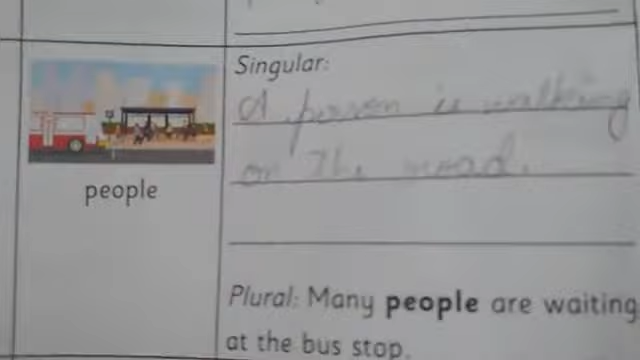 Singular:
A person is walking
on the road.
people
Plural: Many people are waiting
at the bus stop.